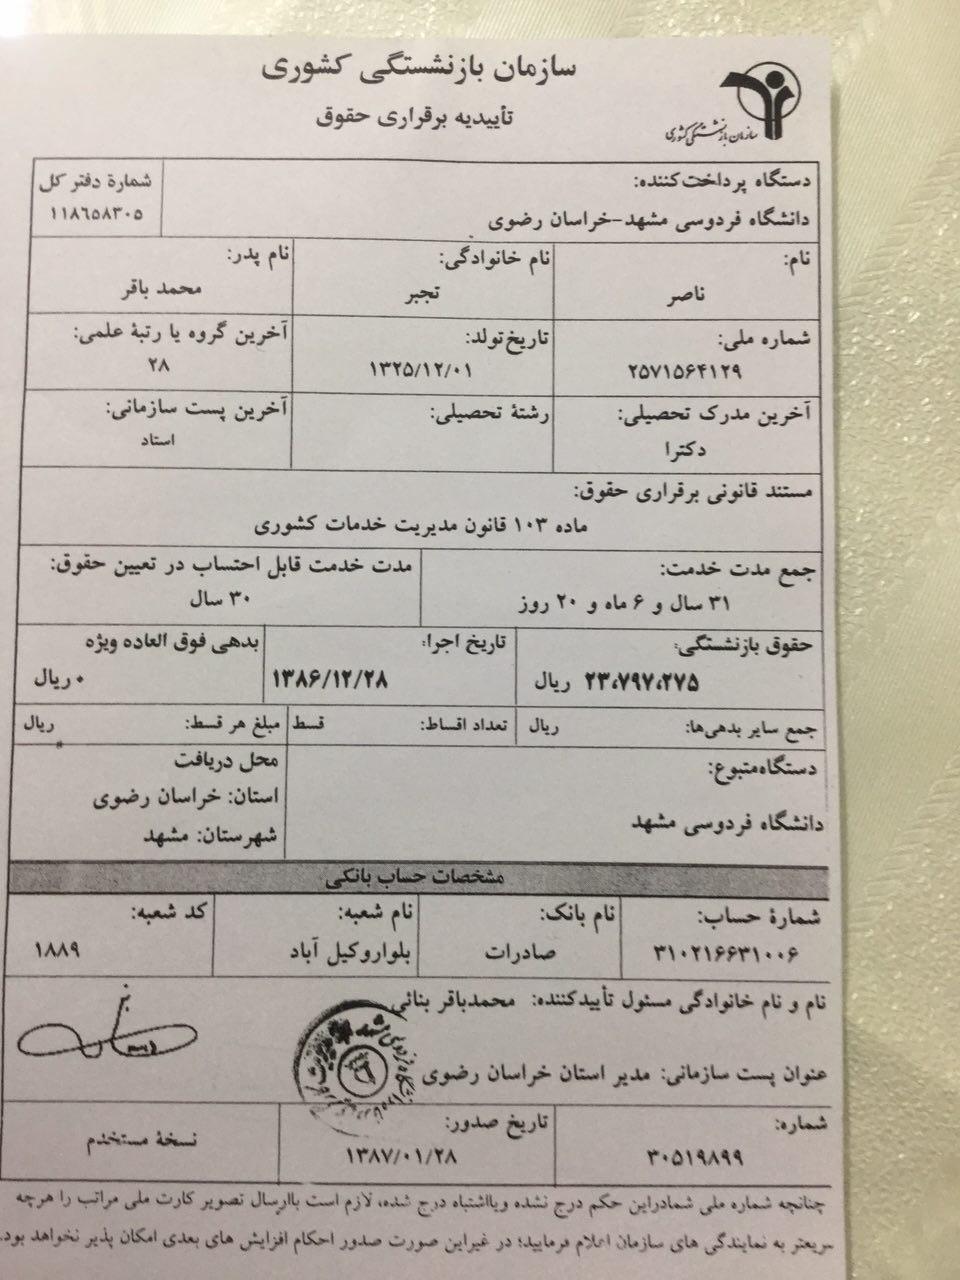 سازمان بازنشستگی کشوری
تأییدیه برقراری حقوق
سازمان بازنشستگی کشوری
دستگاه پرداخت‌کننده:
دانشگاه فردوسی مشهد-خراسان رضوی
شمارهٔ دفتر کل
۱۱۸۶۵۸۳۰۵
نام:
ناصر
نام خانوادگی:
تجبر
نام پدر:
محمد باقر
شماره ملی:
۲۵۷۱۵۶۴۱۲۹
تاریخ تولد:
۱۳۲۵/۱۲/۰۱
آخرین گروه یا رتبهٔ علمی:
۲۸
آخرین مدرک تحصیلی:
دکترا
رشتهٔ تحصیلی:
آخرین پست سازمانی:
استاد
مستند قانونی برقراری حقوق:
ماده ۱۰۳ قانون مدیریت خدمات کشوری
جمع مدت خدمت:
۳۱ سال و ۶ ماه و ۲۰ روز
مدت خدمت قابل احتساب در تعیین حقوق:
۳۰ سال
حقوق بازنشستگی:
۲۳،۷۹۷،۲۷۵ ریال
تاریخ اجرا:
۱۳۸۶/۱۲/۲۸
بدهی فوق العاده ویژه
۰ ریال
جمع سایر بدهی‌ها: ریال
تعداد اقساط: قسط
مبلغ هر قسط: ریال
دستگاه متبوع:
دانشگاه فردوسی مشهد
محل دریافت
استان: خراسان رضوی
شهرستان: مشهد
مشخصات حساب بانکی
شمارهٔ حساب:
۳۱۰۲۱۶۶۳۱۰۰۶
نام بانک:
صادرات
نام شعبه:
بلواروکیل آباد
کد شعبه:
۱۸۸۹
نام و نام خانوادگی مسئول تأییدکننده: محمدباقر بنائی
عنوان پست سازمانی: مدیر استان خراسان رضوی
شماره:
۳۰۵۱۹۸۹۹
تاریخ صدور:
۱۳۸۷/۰۱/۲۸
نسخهٔ مستخدم
چنانچه شماره ملی شمادراین حکم درج نشده ویااشتباه درج شده، لازم است باارسال تصویر کارت ملی مراتب را هرچه
سریعتر به نمایندگی های سازمان اعلام فرمایید؛ در غیراین صورت صدور احکام افزایش های بعدی امکان پذیر نخواهد بود.